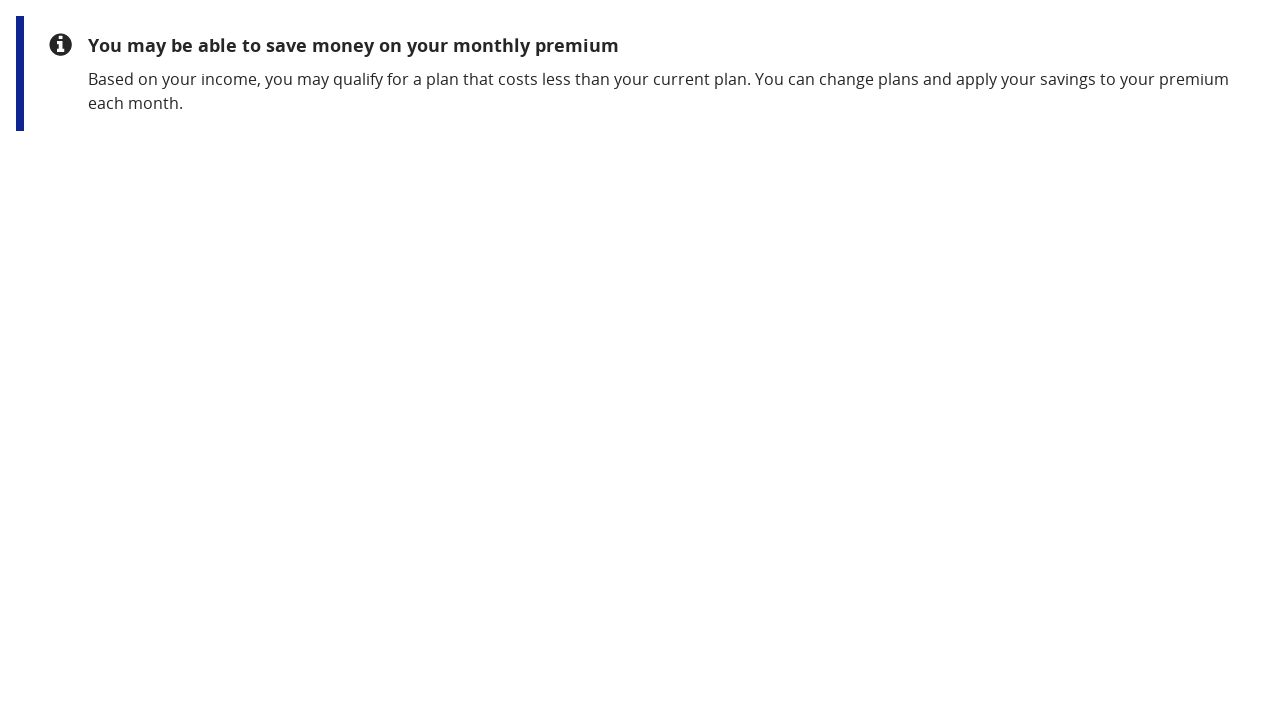 You may be able to save money on your monthly premium
Based on your income, you may qualify for a plan that costs less than your current plan. You can change plans and apply your savings to your premium
each month.